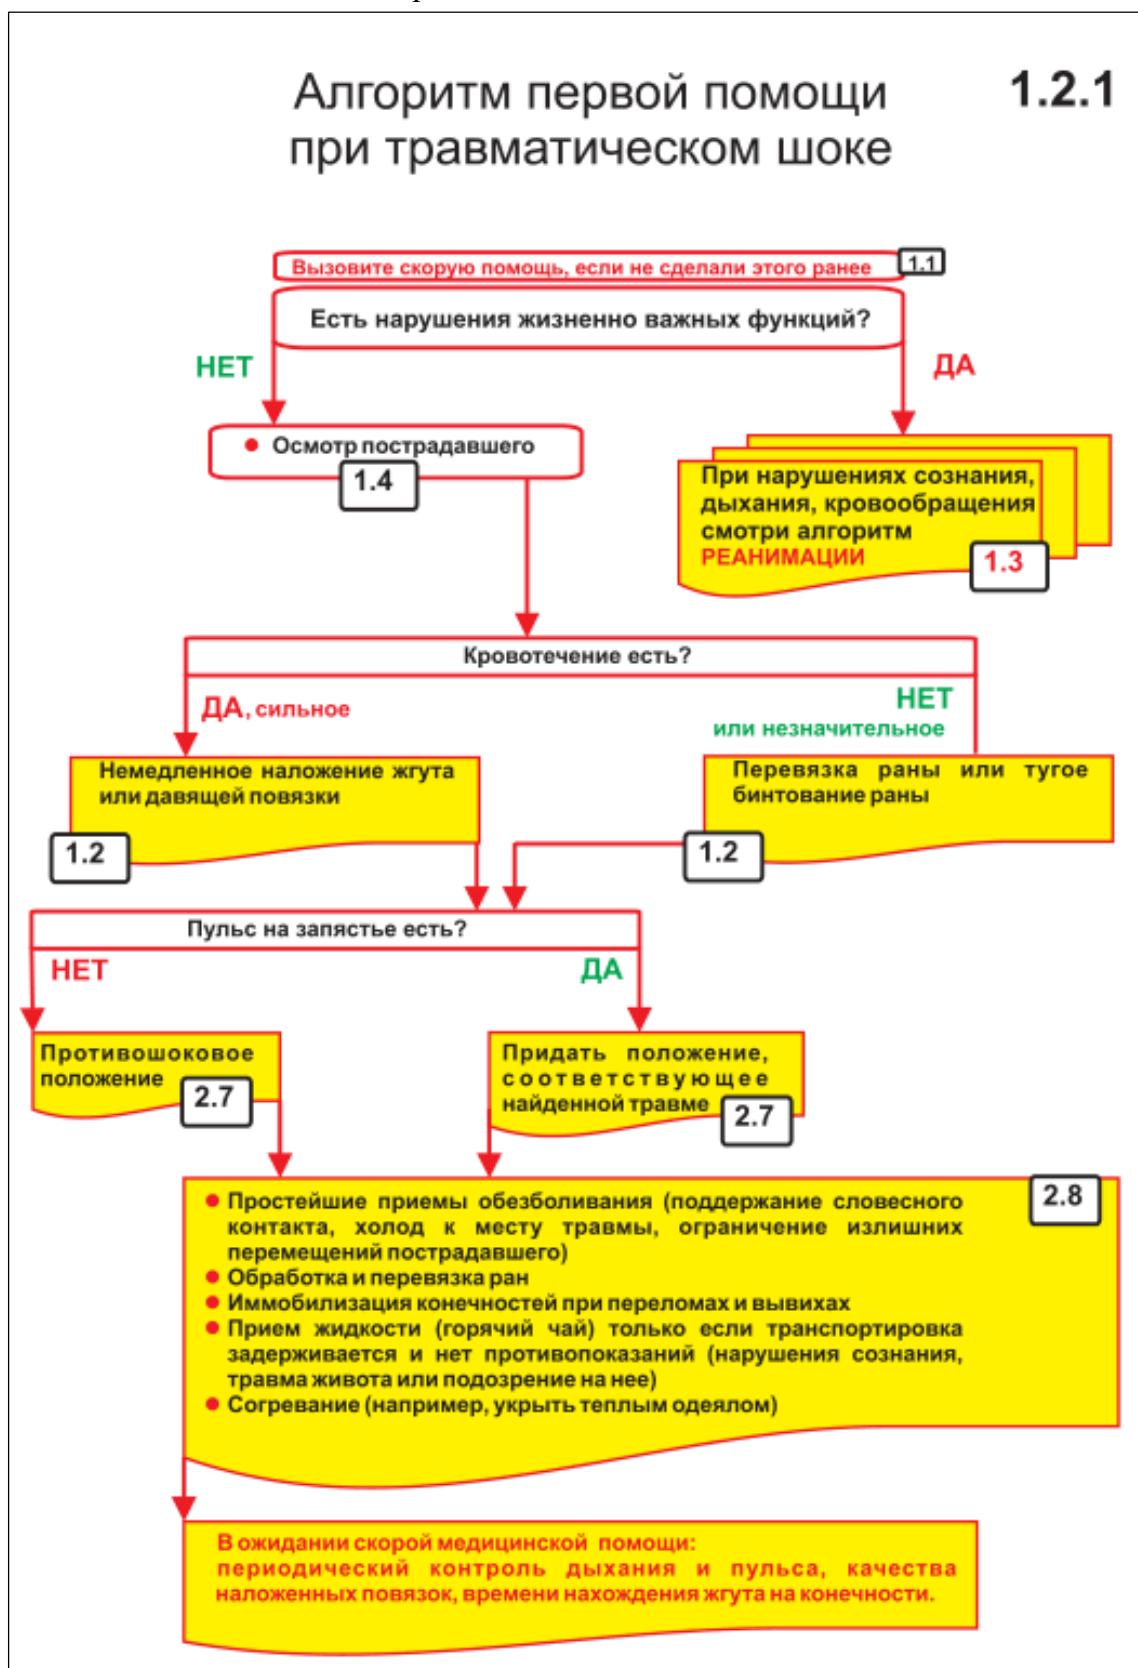 Алгоритм первой помощи
при травматическом шоке
1.2.1
Вызовите скорую помощь, если не сделали этого ранее
1.1
Есть нарушения жизненно важных функций?
НЕТ
ДА
Осмотр пострадавшего
1.4
При нарушениях сознания,
дыхания, кровообращения
смотри алгоритм
РЕАНИМАЦИИ
1.3
Кровотечение есть?
ДА, сильное
НЕТ
или незначительное
Немедленное наложение жгута
или давящей повязки
1.2
Перевязка раны или тугое
бинтование раны
1.2
Пульс на запястье есть?
НЕТ
ДА
Противошоковое
положение
2.7
Придать положение,
соответствующее
найденной травме
2.7
2.8
Простейшие приемы обезболивания (поддержание словесного
контакта, холод к месту травмы, ограничение излишних
перемещений пострадавшего)
Обработка и перевязка ран
Иммобилизация конечностей при переломах и вывихах
Прием жидкости (горячий чай) только если транспортировка
задерживается и нет противопоказаний (нарушения сознания,
травма живота или подозрение на нее)
Согревание (например, укрыть теплым одеялом)
В ожидании скорой медицинской помощи:
периодический контроль дыхания и пульса, качества
наложенных повязок, времени нахождения жгута на конечности.